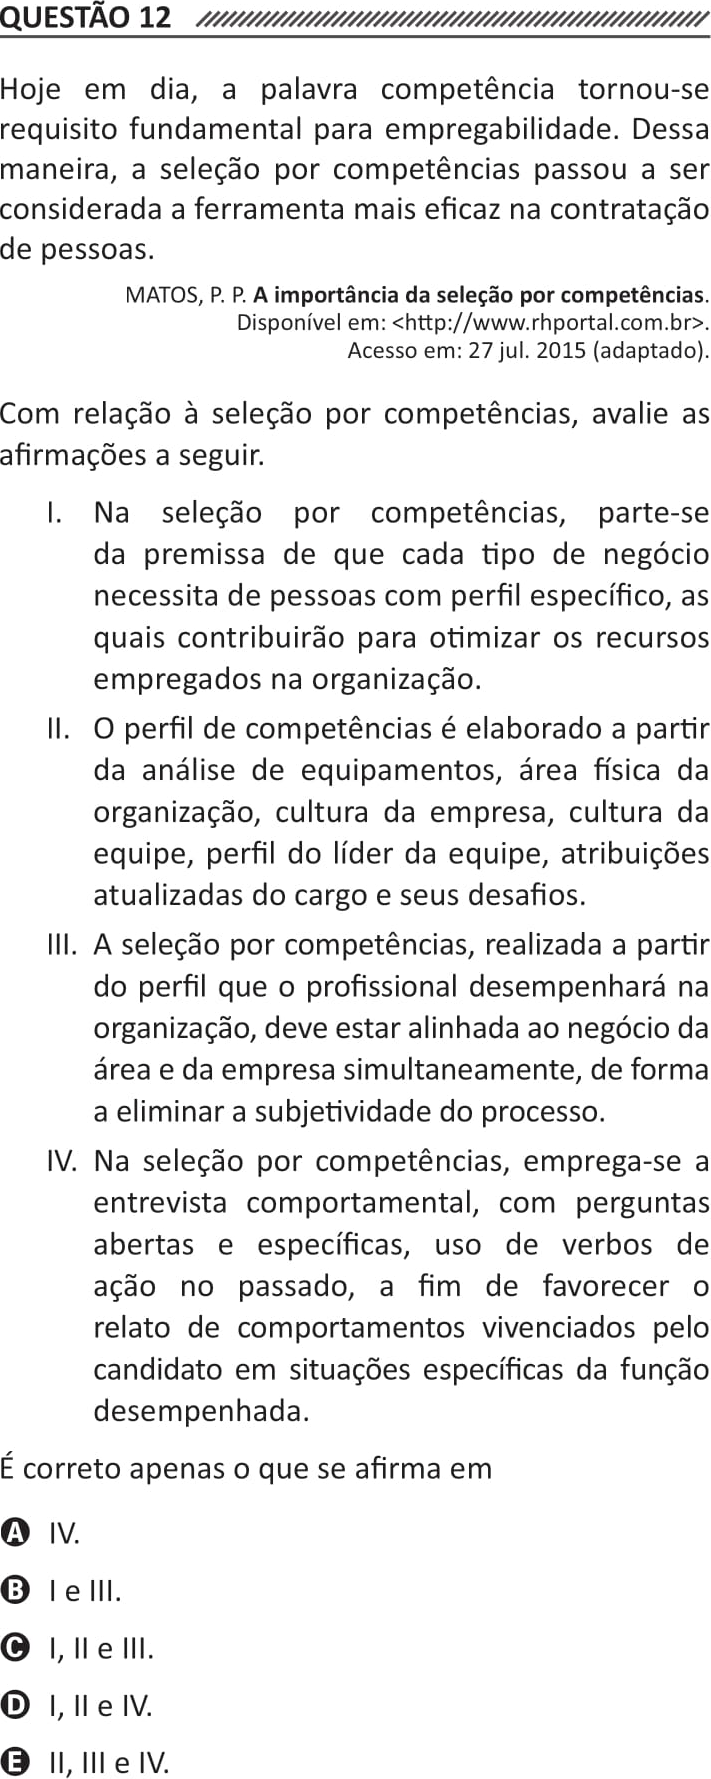 QUESTÃO 12
Hoje em dia, a palavra competência tornou-se
requisito fundamental para empregabilidade. Dessa
maneira, a seleção por competências passou a ser
considerada a ferramenta mais eficaz na contratação
de pessoas.
MATOS, P. P. A importância da seleção por competências.
Disponível em: <http://www.rhportal.com.br>.
Acesso em: 27 jul. 2015 (adaptado).
Com relação à seleção por competências, avalie as
afirmações a seguir.
I. Na seleção por competências, parte-se
da premissa de que cada tipo de negócio
necessita de pessoas com perfil específico, as
quais contribuirão para otimizar os recursos
empregados na organização.
II. O perfil de competências é elaborado a partir
da análise de equipamentos, área física da
organização, cultura da empresa, cultura da
equipe, perfil do líder da equipe, atribuições
atualizadas do cargo e seus desafios.
III. A seleção por competências, realizada a partir
do perfil que o profissional desempenhará na
organização, deve estar alinhada ao negócio da
área e da empresa simultaneamente, de forma
a eliminar a subjetividade do processo.
IV. Na seleção por competências, emprega-se a
entrevista comportamental, com perguntas
abertas e específicas, uso de verbos de
ação no passado, a fim de favorecer o
relato de comportamentos vivenciados pelo
candidato em situações específicas da função
desempenhada.
É correto apenas o que se afirma em
A IV.
B I e III.
C I, II e III.
D I, II e IV.
E II, III e IV.